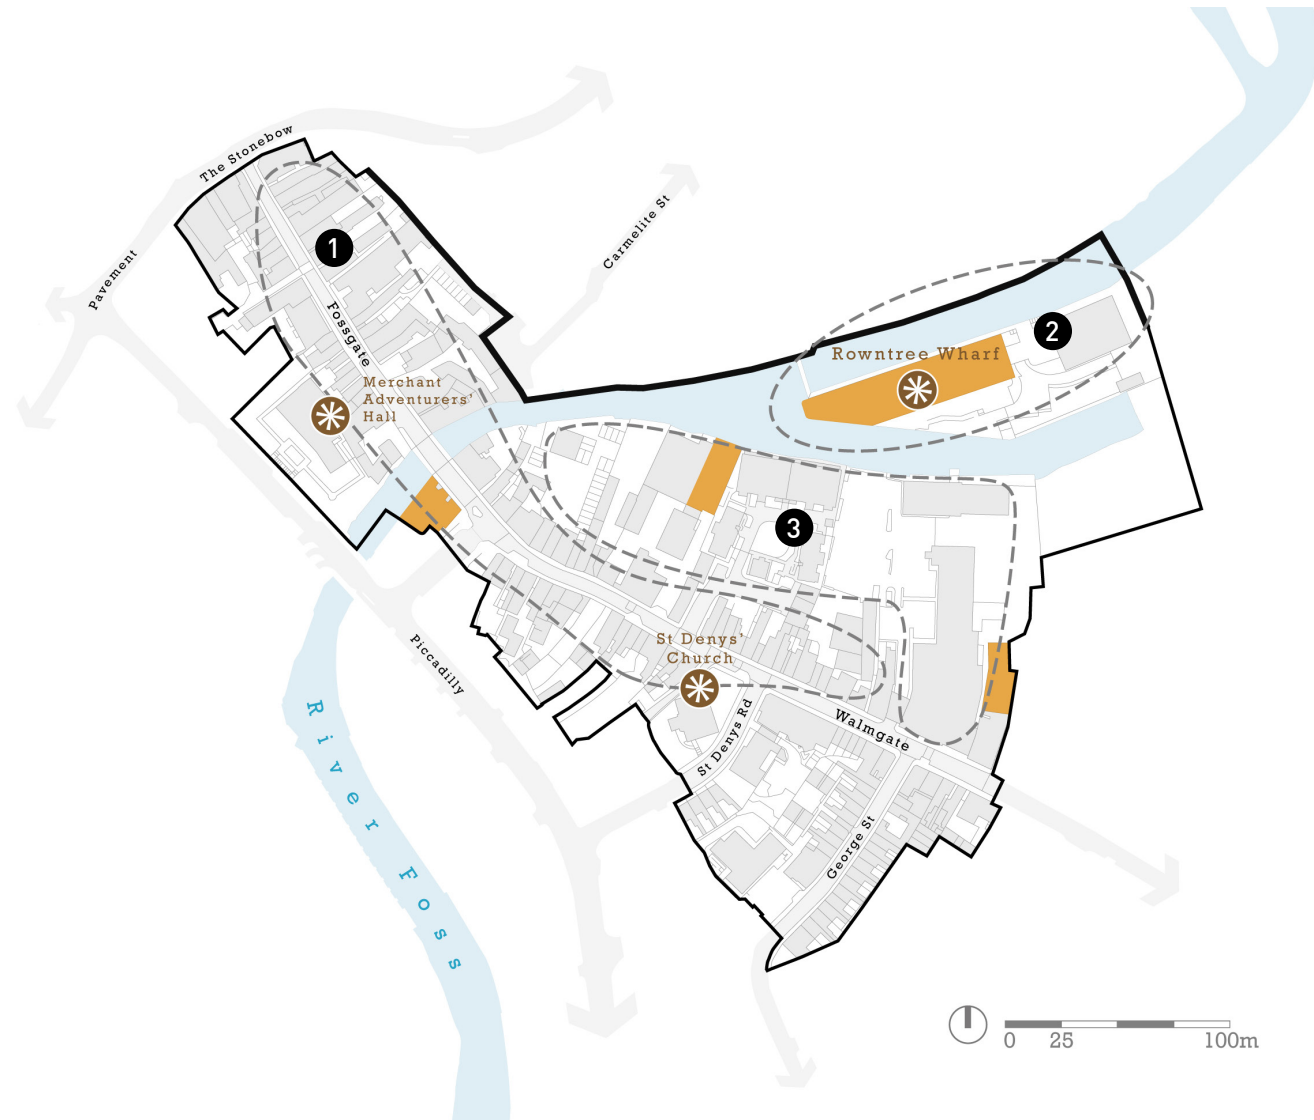 The Stonebow
Pavement
Carmelite St
1
Fossgate
2
Rowntree Wharf
Merchant
Adventurers'
Hall
3
St Denys'
Church
Piccadilly
River Foss
St Denys Rd
Walmgate
George St
0 25 100m